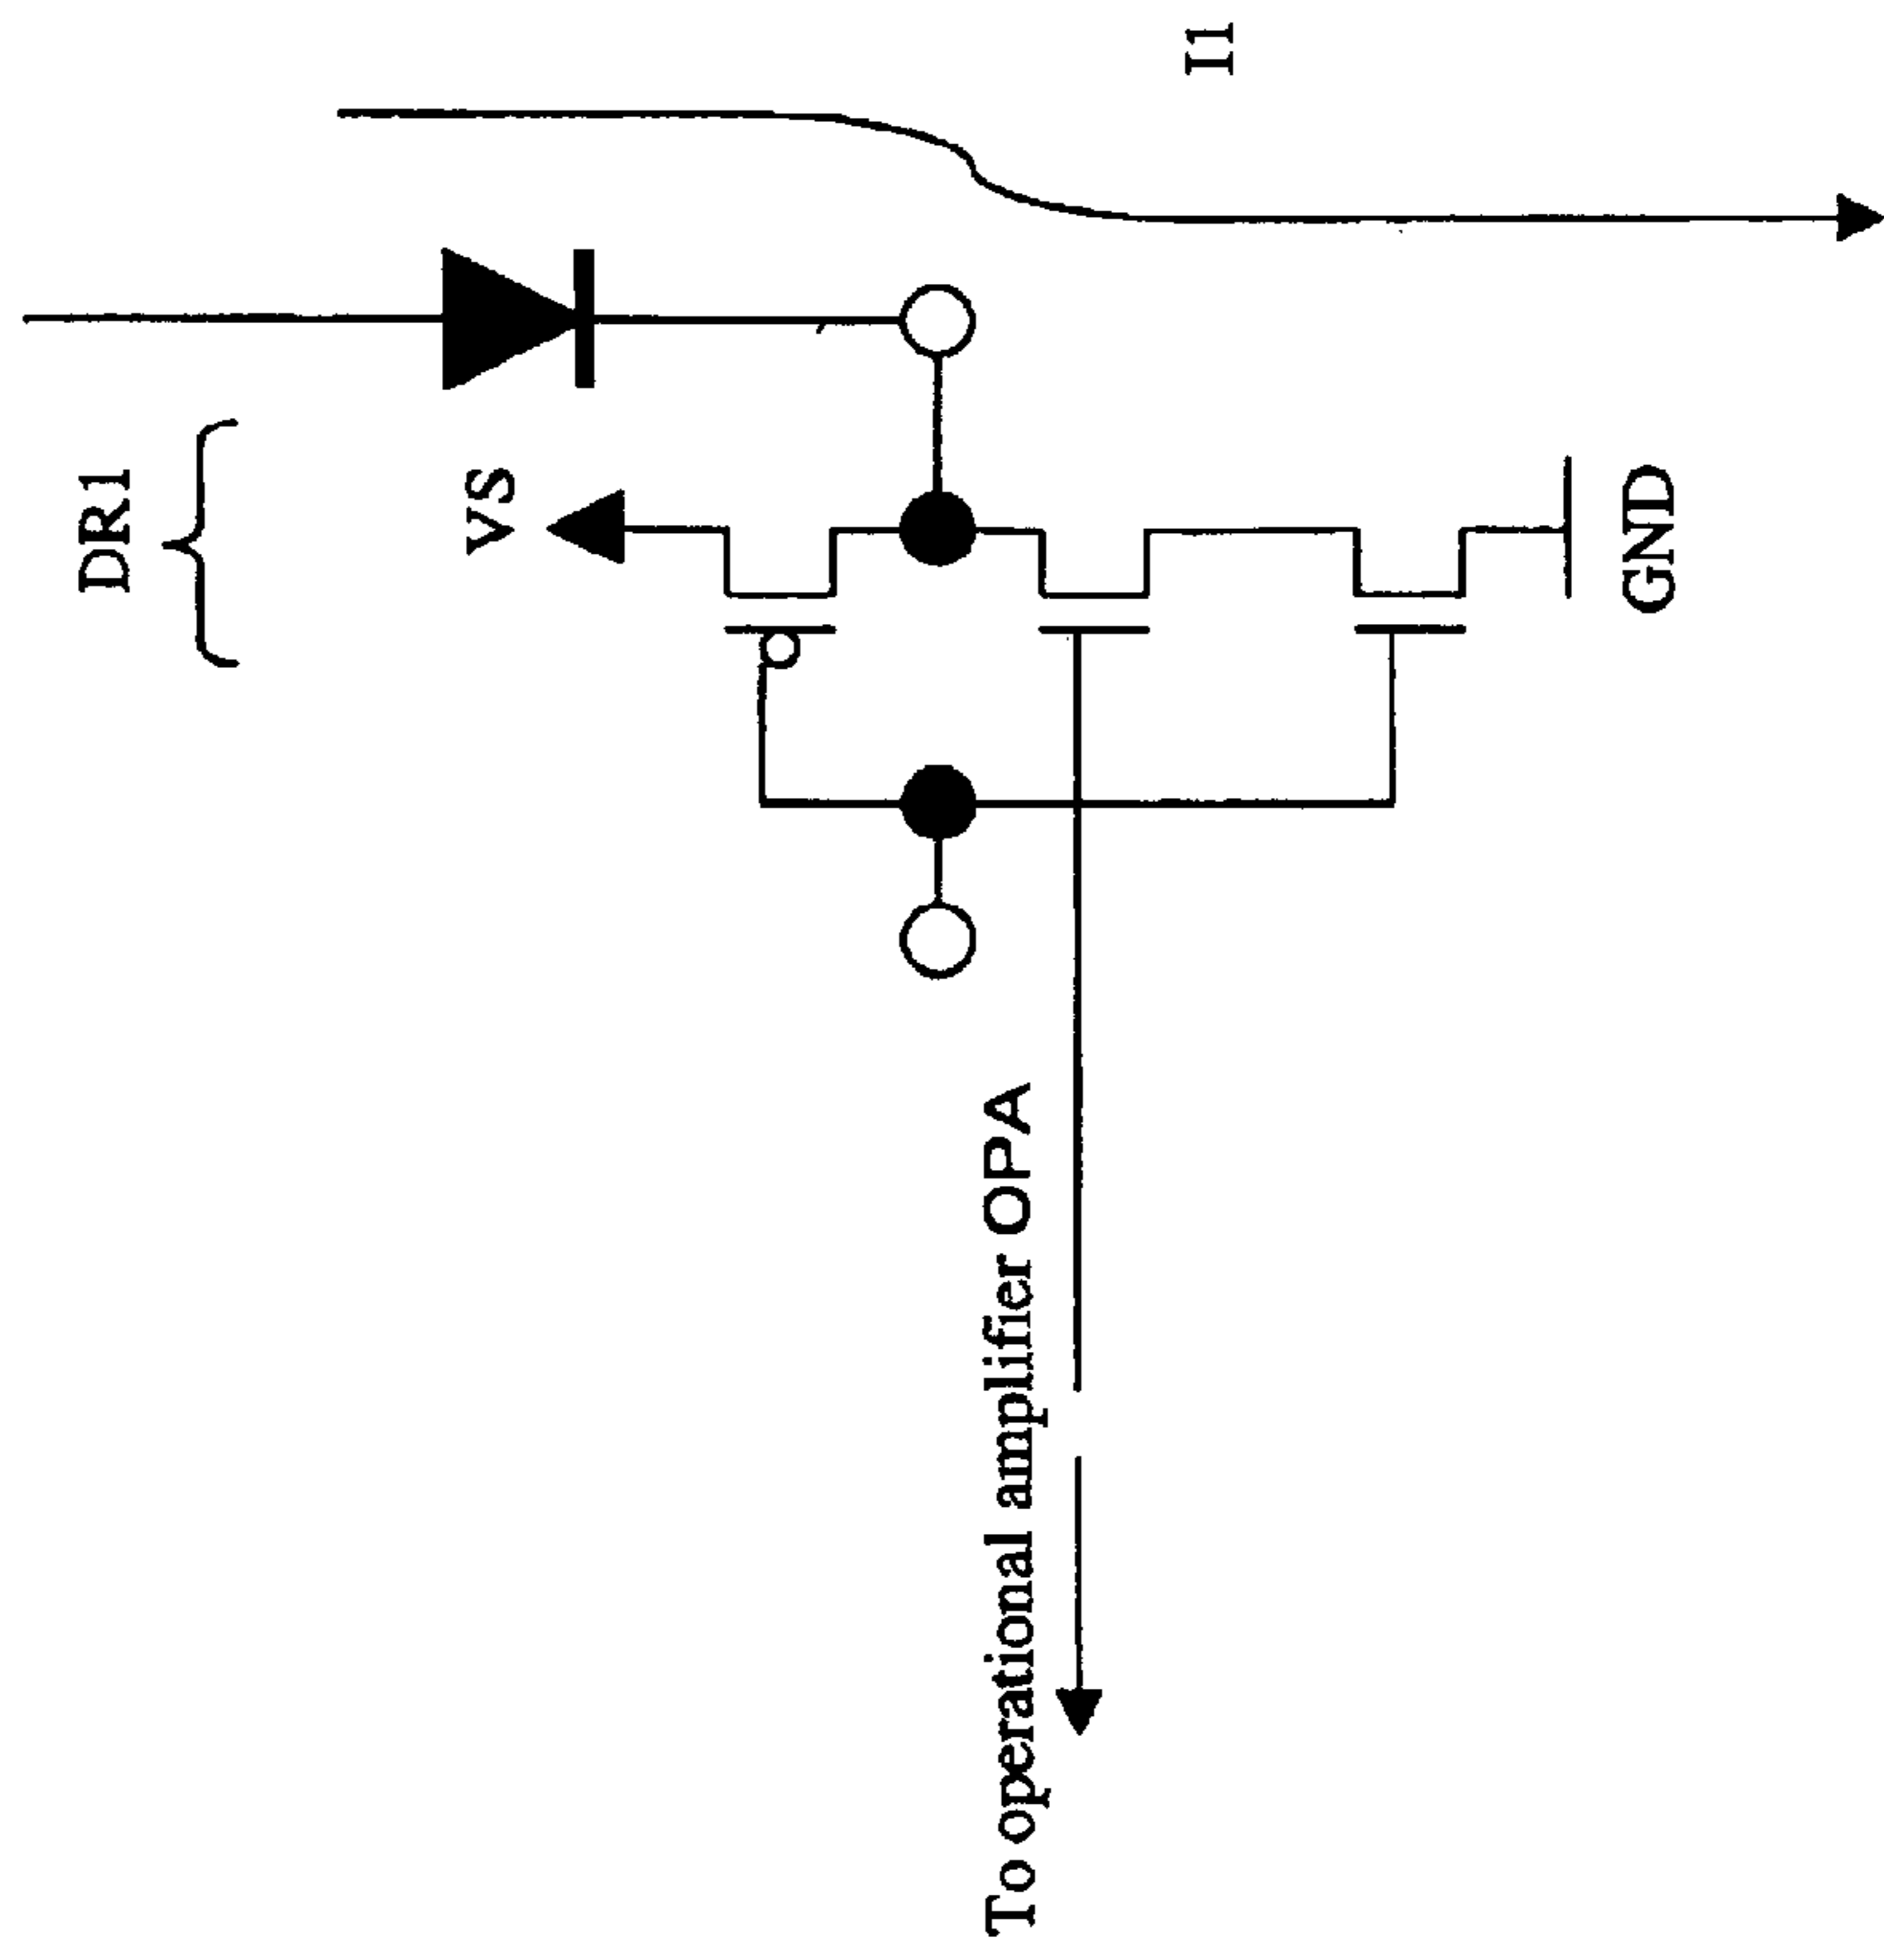 DR1
VS
I1
GND
To operational amplifier OPA